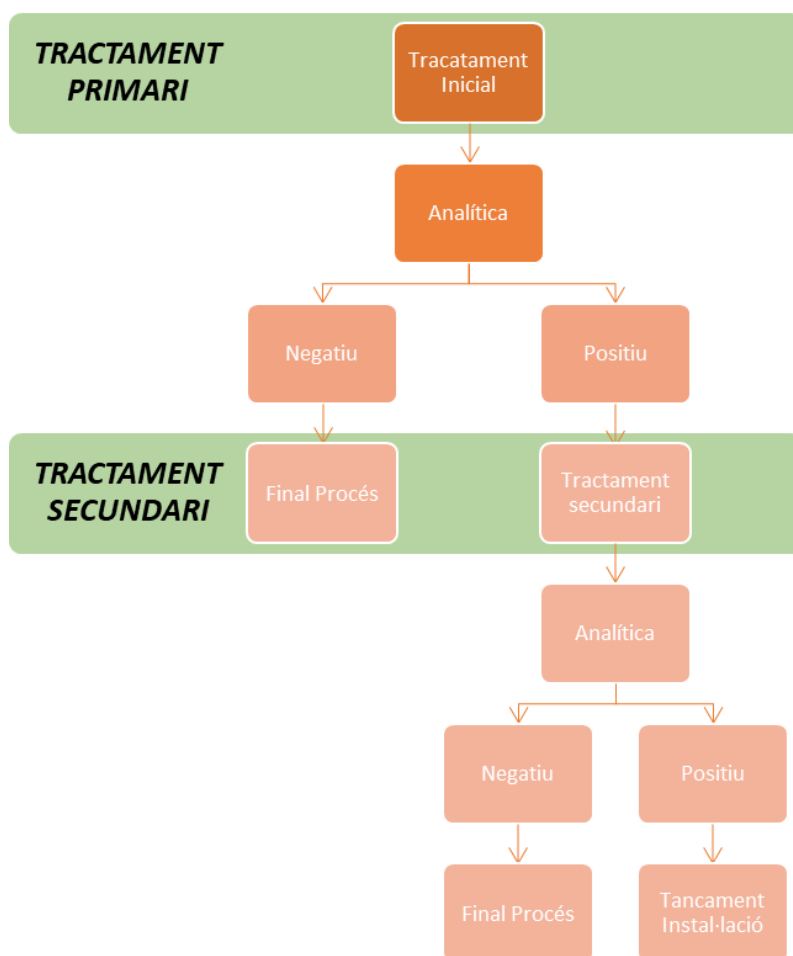 TRACTAMENT
PRIMARI
Tracatament
Inicial
Analítica
Negatiu
Positiu
TRACTAMENT
SECUNDARI
Final Procés
Tractament
secundari
Analítica
Negatiu
Positiu
Final Procés
Tancament
Instal·lació